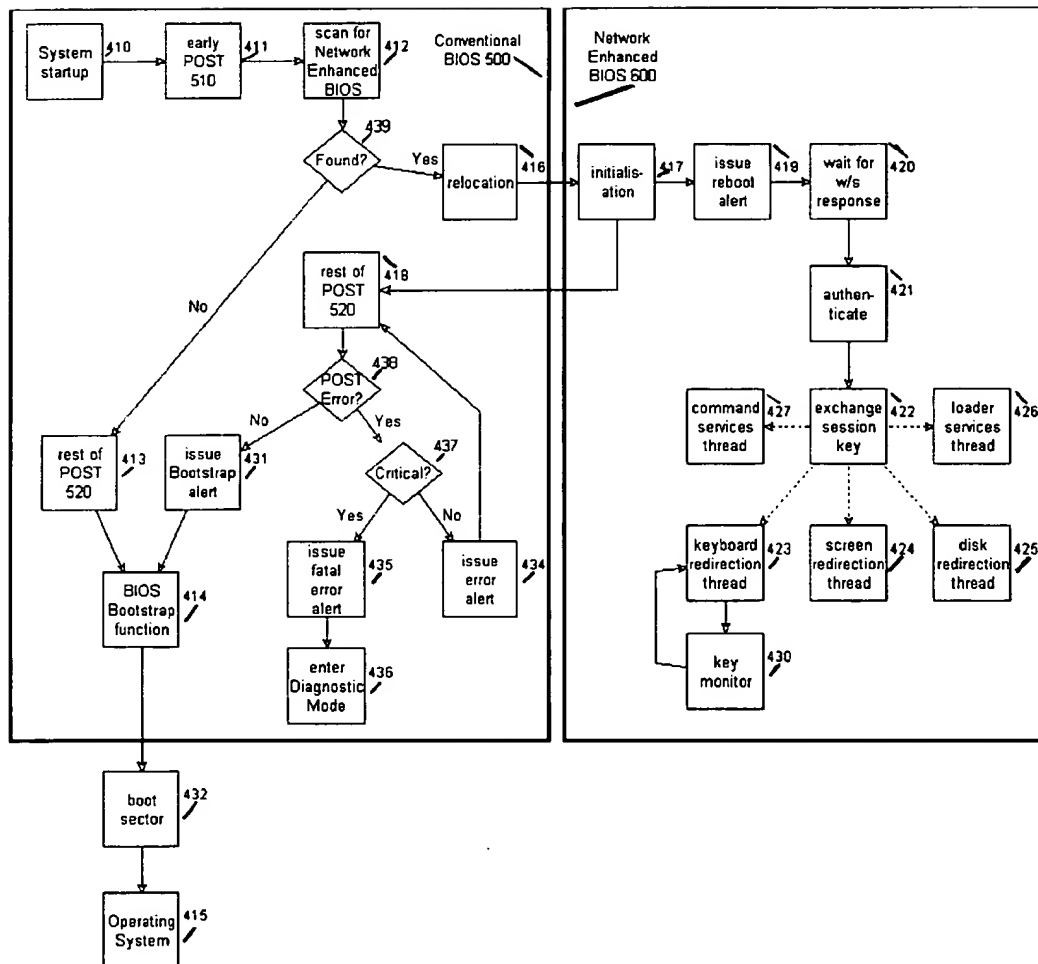 System
startup
410
early
POST
510
411
scan for
Network
Enhanced
BIOS
412
Conventional
BIOS 500
Network
Enhanced
BIOS 600
439
Found?
Yes
relocation
416
initialis-
ation
417
issue
reboot
alert
419
wait for
w/s
response
420
No
rest of
POST
520
418
authen-
ticate
421
438
POST
Error?
No
Yes
command
services
thread
427
exchange
session
key
422
loader
services
thread
426
rest of
POST
520
413
issue
Bootstrap
alert
431
437
Critical?
Yes
No
BIOS
Bootstrap
function
414
issue
fatal
error
alert
435
issue
error
alert
434
keyboard
redirection
thread
423
screen
redirection
thread
424
disk
redirection
thread
425
enter
Diagnostic
Mode
436
key
monitor
430
boot
sector
432
Operating
System
415